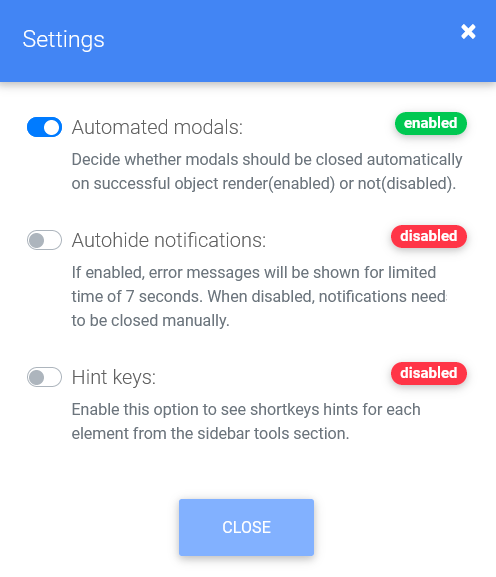 Settings
Automated modals:
enabled
Decide whether modals should be closed automatically
on successful object render(enabled) or not(disabled).
Autohide notifications:
disabled
If enabled, error messages will be shown for limited
time of 7 seconds. When disabled, notifications need
to be closed manually.
Hint keys:
disabled
Enable this option to see shortkeys hints for each
element from the sidebar tools section.
CLOSE